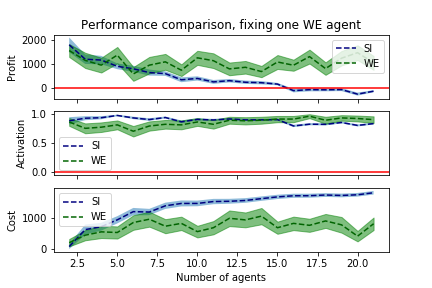 Performance comparison, fixing one WE agent
Profit
2000
1000
0
SI
WE
Activation
1.0
0.5
0.0
SI
WE
Cost
1000
0
SI
WE
2.5 5.0 7.5 10.0 12.5 15.0 17.5 20.0
Number of agents